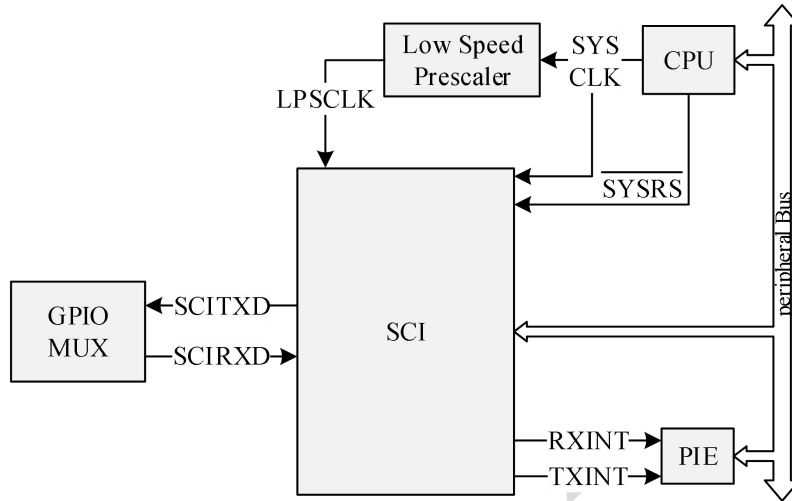 Low Speed
Prescaler
SYS
CLK
CPU
LPSCLK
SYSRS
peripheral Bus
GPIO
MUX
SCITXD
SCIRXD
SCI
RXINT
TXINT
PIE